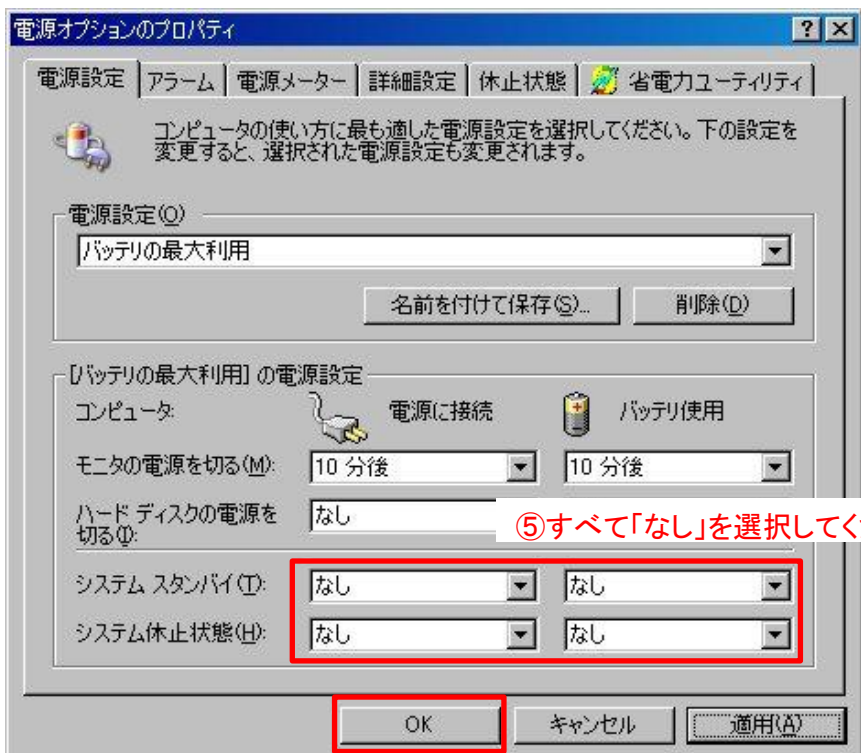 電源オプションのプロパティ
電源設定 アラーム 電源メーター 詳細設定 休止状態 省電力ユーティリティ
コンピュータの使い方に最も適した電源設定を選択してください。下の設定を
変更すると、選択された電源設定も変更されます。
電源設定(O)
バッテリの最大利用
名前を付けて保存(S)... 削除(D)
[バッテリの最大利用] の電源設定
コンピュータ: 電源に接続 バッテリ使用
モニタの電源を切る(M): 10 分後 10 分後
ハード ディスクの電源を
切る(I): なし
⑤すべて「なし」を選択してく
システム スタンバイ(T): なし なし
システム休止状態(H): なし なし
OK キャンセル 適用(A)